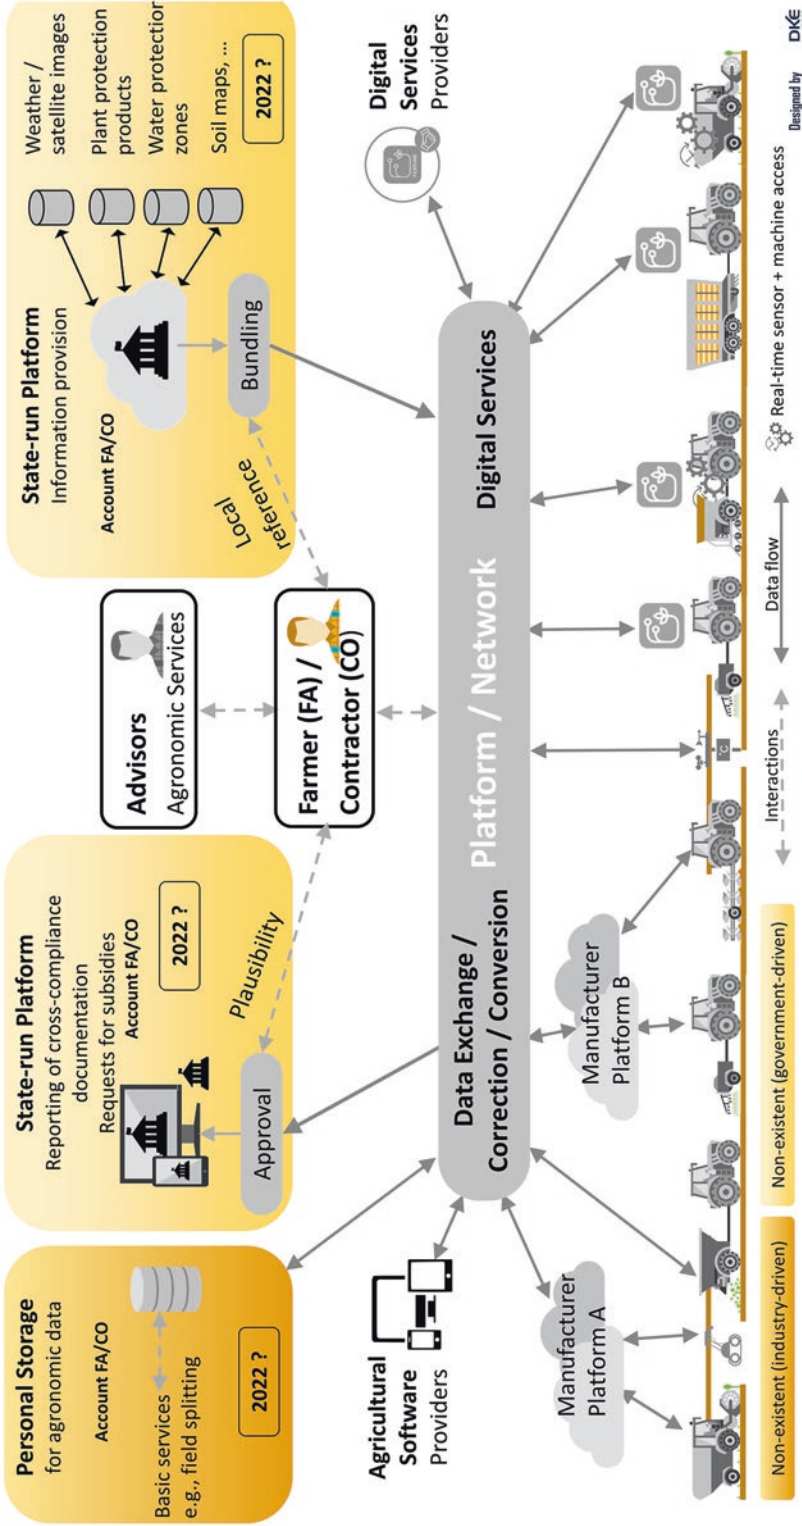 Personal Storage
for agronomic data
Account FA/CO
Basic services
e.g., field splitting
2022 ?
State-run Platform
Reporting of cross-compliance
documentation
Requests for subsidies
Account FA/CO
2022 ?
Approval
Plausibility
Advisors
Agronomic Services
Farmer (FA) /
Contractor (CO)
State-run Platform
Information provision
Account FA/CO
Bundling
Local
reference
Weather /
satellite images
Plant protection
products
Water protection
zones
Soil maps, ...
2022 ?
Agricultural
Software
Providers
Data Exchange /
Correction / Conversion
Platform / Network
Digital Services
Digital
Services
Providers
Manufacturer
Platform A
Manufacturer
Platform B
°C
Non-existent (industry-driven)
Non-existent (government-driven)
Interactions
Data flow
Real-time sensor + machine access
Designed by
DKE